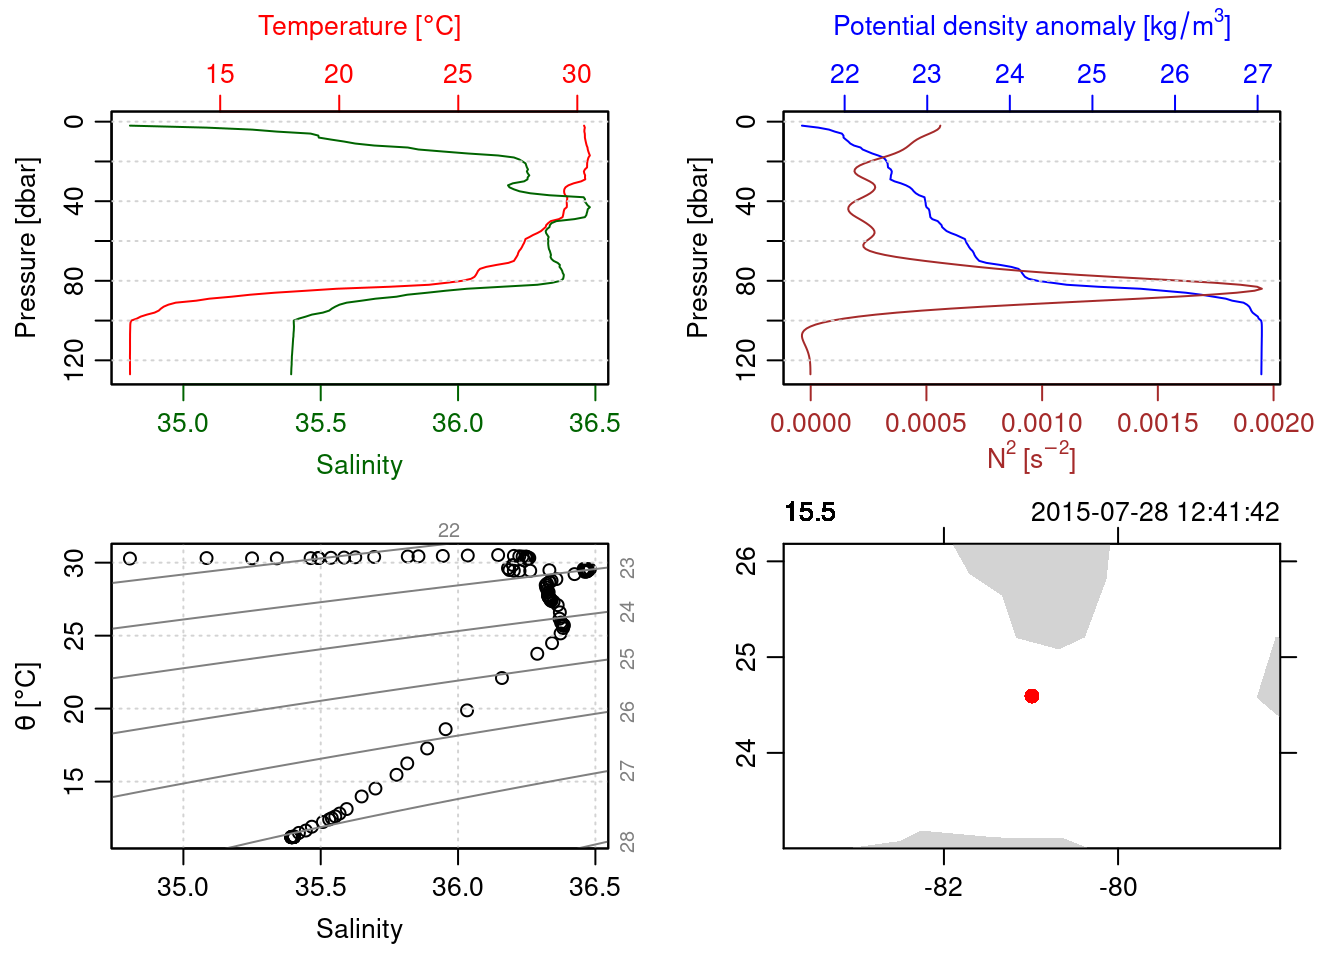 Temperature [°C]
15 20 25 30
Pressure [dbar]
0 40 80 120
35.0 35.5 36.0 36.5
Salinity
Potential density anomaly [kg/m³]
22 23 24 25 26 27
Pressure [dbar]
0 40 80 120
0.0000 0.0005 0.0010 0.0015 0.0020
N² [s⁻²]
22
θ [°C]
30 25 20 15
23
24
25
26
27
28
35.0 35.5 36.0 36.5
Salinity
15.5 2015-07-28 12:41:42
26 25 24
-82 -80